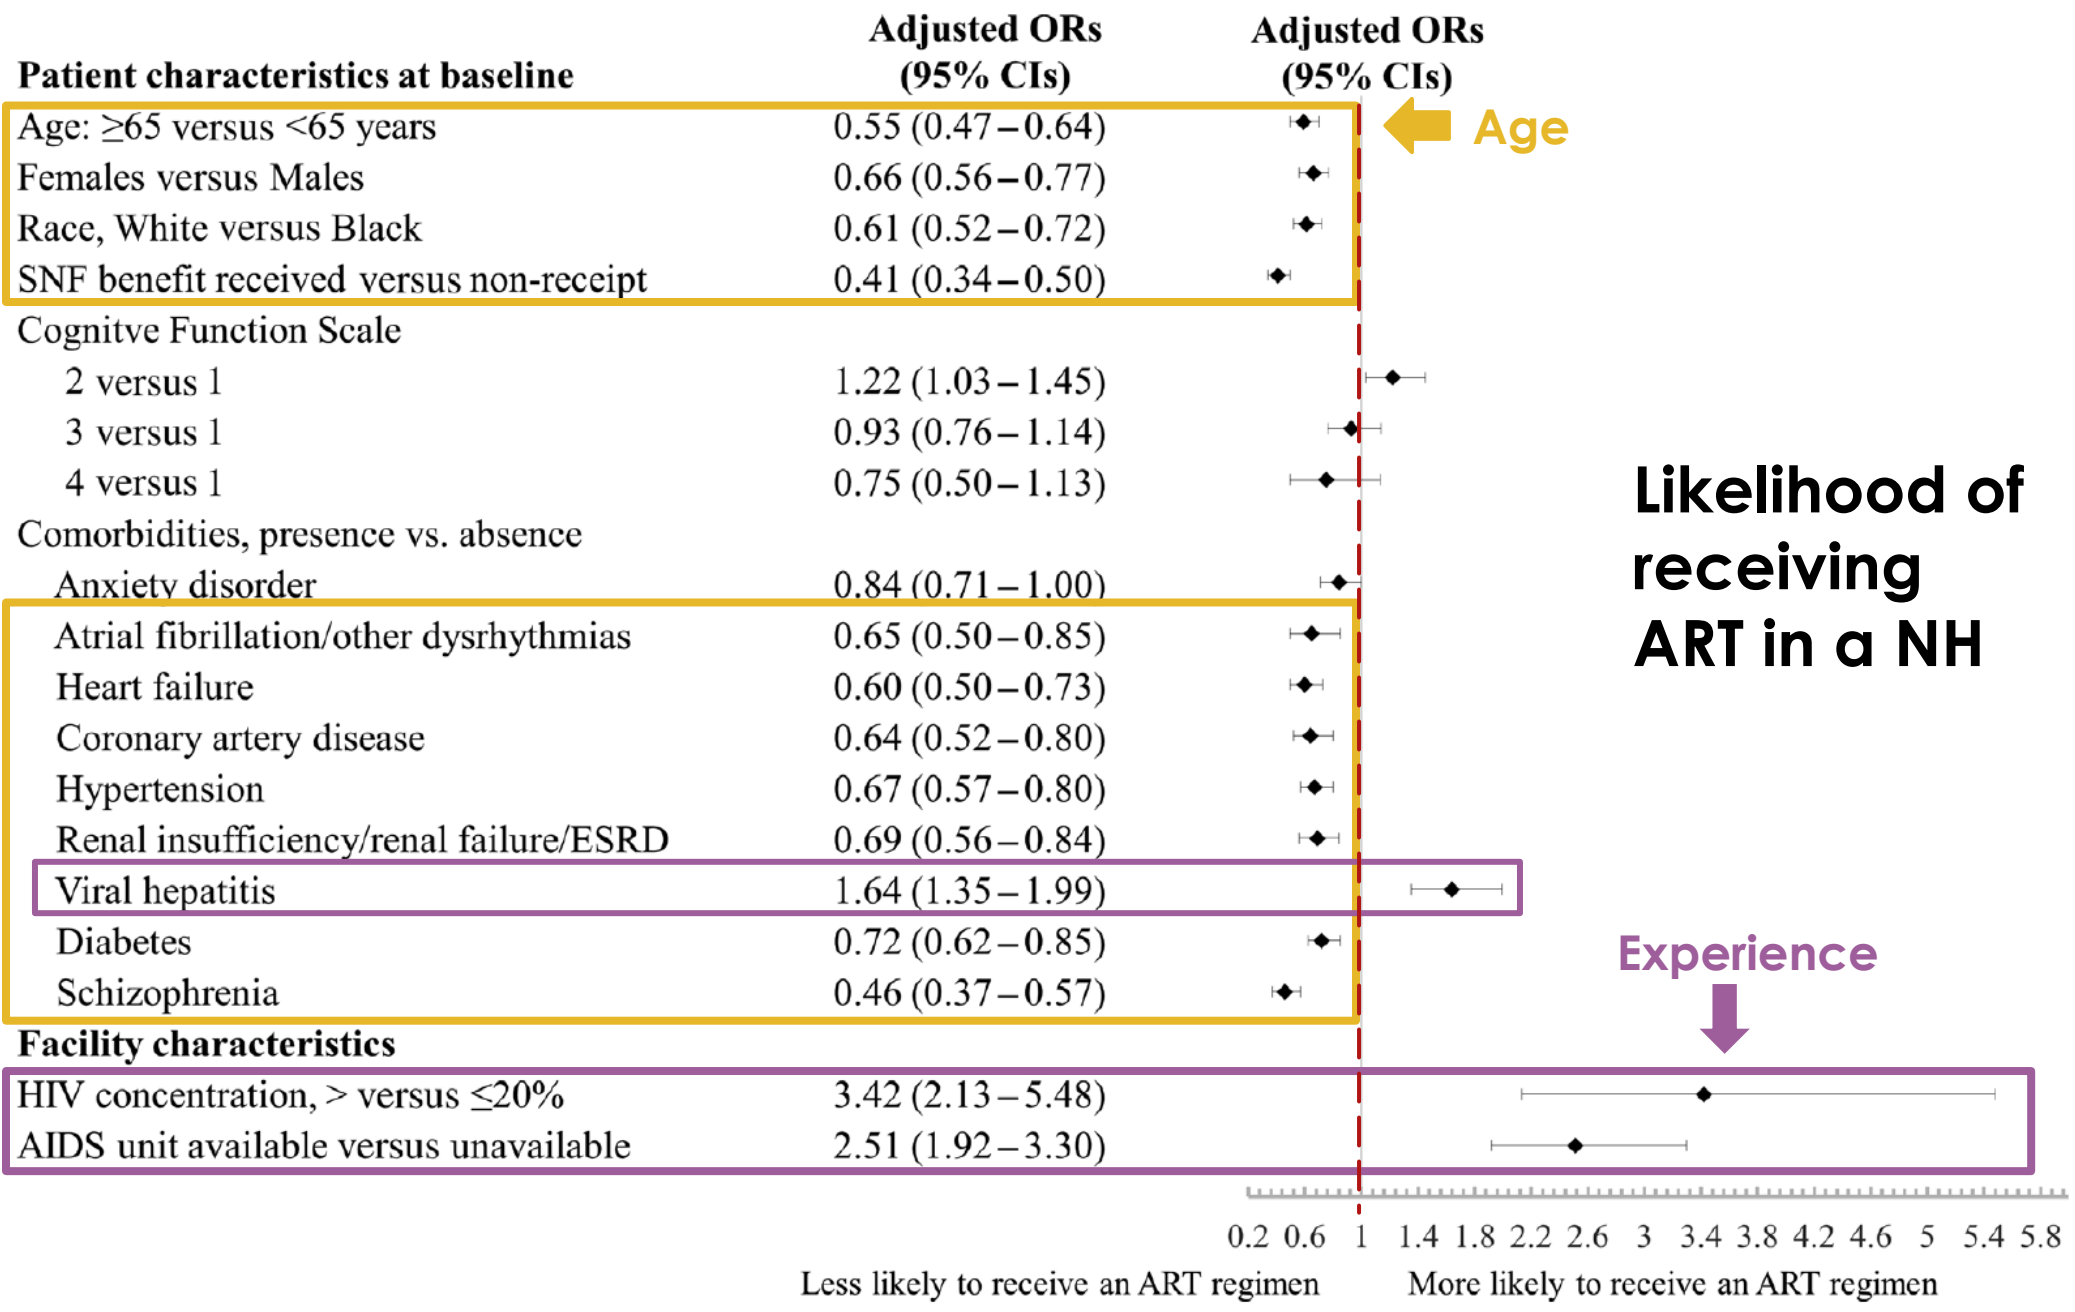 Adjusted ORs Adjusted ORs
Patient characteristics at baseline (95% CIs) (95% CIs)
Age: ≥65 versus <65 years 0.55 (0.47–0.64) Age
Females versus Males 0.66 (0.56–0.77)
Race, White versus Black 0.61 (0.52–0.72)
SNF benefit received versus non-receipt 0.41 (0.34–0.50)
Cognitve Function Scale
2 versus 1 1.22 (1.03–1.45)
3 versus 1 0.93 (0.76–1.14)
4 versus 1 0.75 (0.50–1.13)
Comorbidities, presence vs. absence
Anxiety disorder 0.84 (0.71–1.00)
Atrial fibrillation/other dysrhythmias 0.65 (0.50–0.85)
Heart failure 0.60 (0.50–0.73)
Coronary artery disease 0.64 (0.52–0.80)
Hypertension 0.67 (0.57–0.80)
Renal insufficiency/renal failure/ESRD 0.69 (0.56–0.84)
Viral hepatitis 1.64 (1.35–1.99)
Diabetes 0.72 (0.62–0.85)
Schizophrenia 0.46 (0.37–0.57)
Facility characteristics
HIV concentration, > versus ≤20% 3.42 (2.13–5.48)
AIDS unit available versus unavailable 2.51 (1.92–3.30)
Likelihood of
receiving
ART in a NH
Experience
0.2 0.6 1 1.4 1.8 2.2 2.6 3 3.4 3.8 4.2 4.6 5 5.4 5.8
Less likely to receive an ART regimen More likely to receive an ART regimen